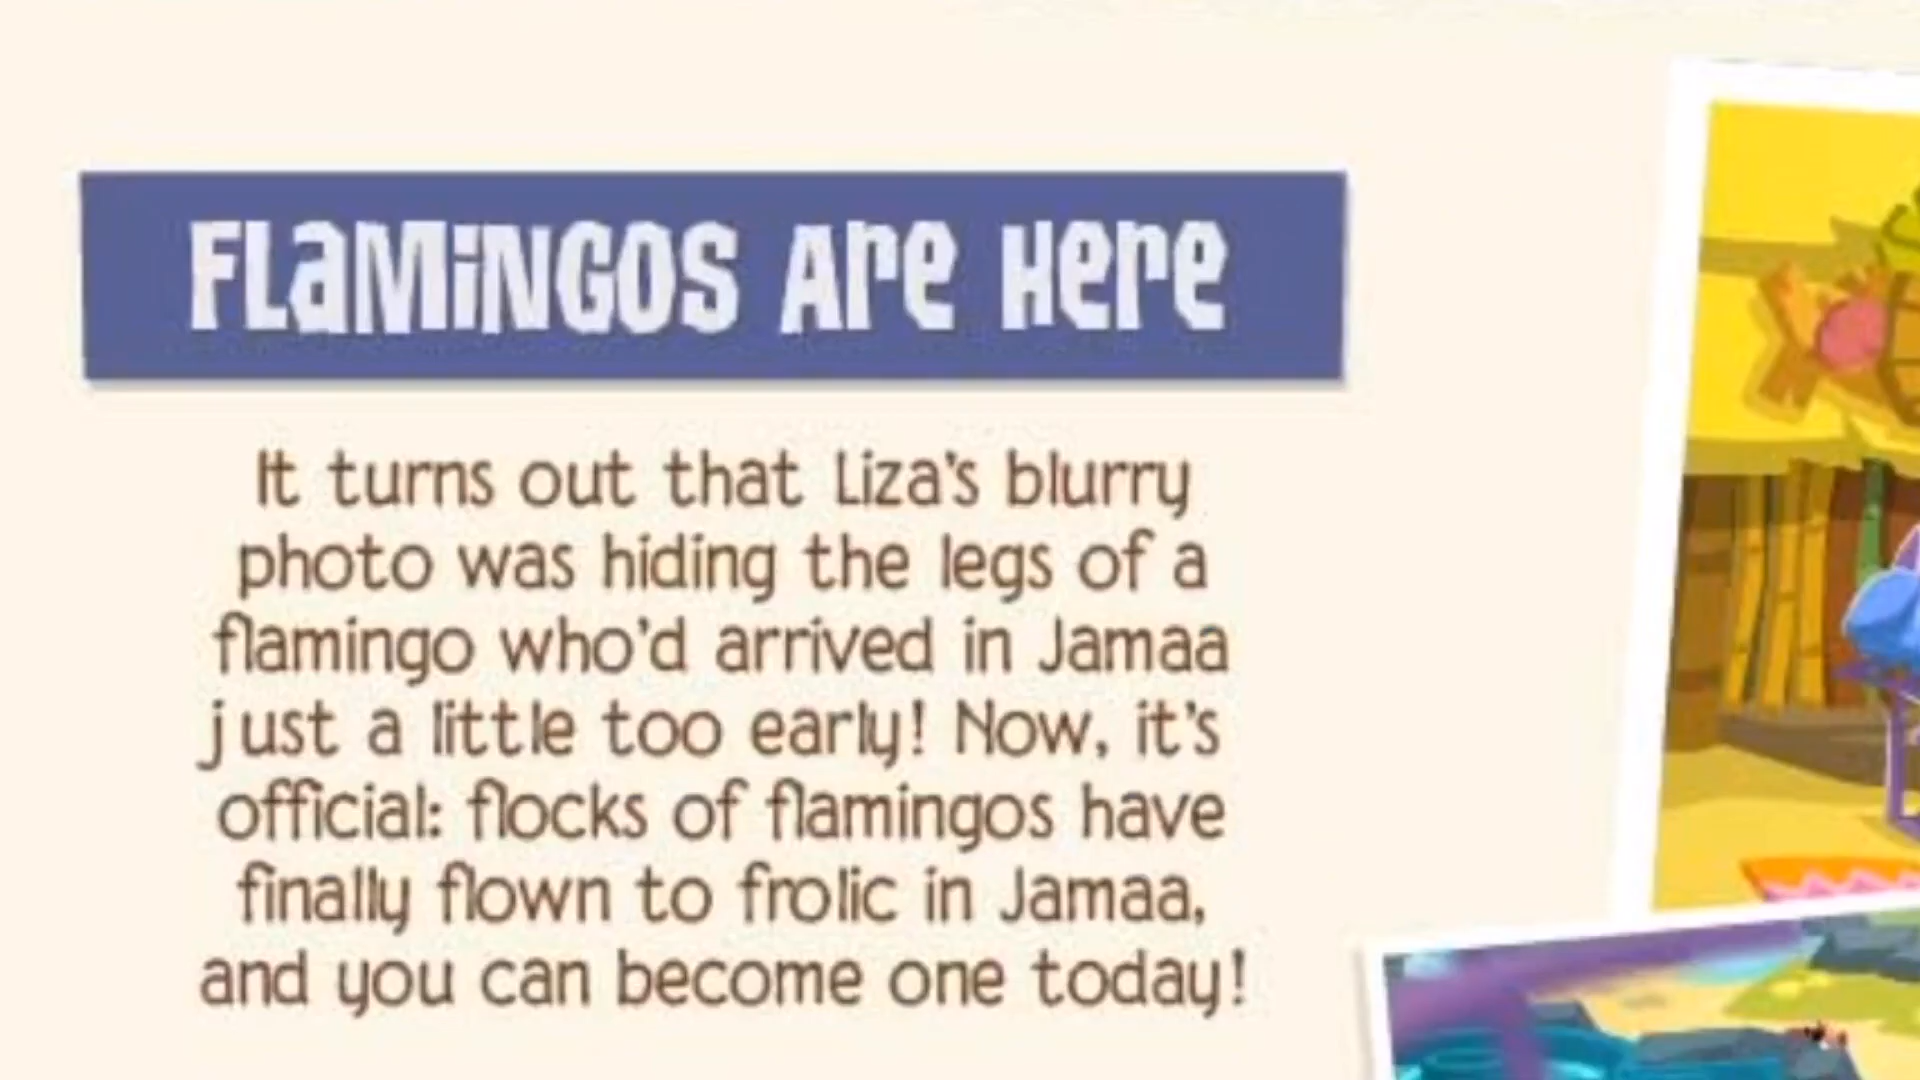 FLaMiNGOS Are Here
It turns out that Liza's blurry
photo was hiding the legs of a
flamingo who'd arrived in Jamaa
just a little too early! Now, it's
official: flocks of flamingos have
finally flown to frolic in Jamaa,
and you can become one today!